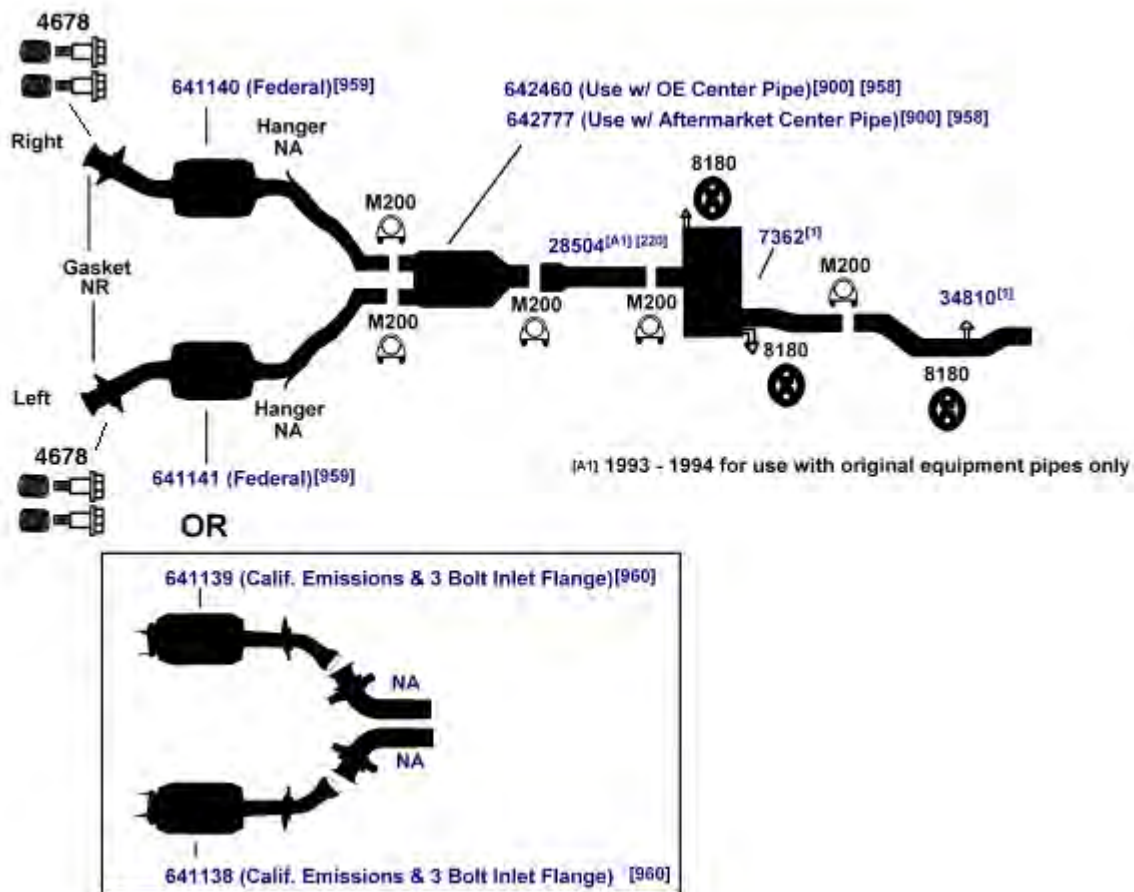 4678
641140 (Federal)[959]
642460 (Use w/ OE Center Pipe)[900] [958]
642777 (Use w/ Aftermarket Center Pipe)[900] [958]
Right
Hanger
NA
8180
M200
28504[A1] [220]
7362[1]
M200
34810[1]
Gasket
NR
M200
M200
M200
8180
8180
Left
Hanger
NA
4678
641141 (Federal)[959]
[A1] 1993 - 1994 for use with original equipment pipes only
OR
641139 (Calif. Emissions & 3 Bolt Inlet Flange)[960]
NA
NA
641138 (Calif. Emissions & 3 Bolt Inlet Flange) [960]